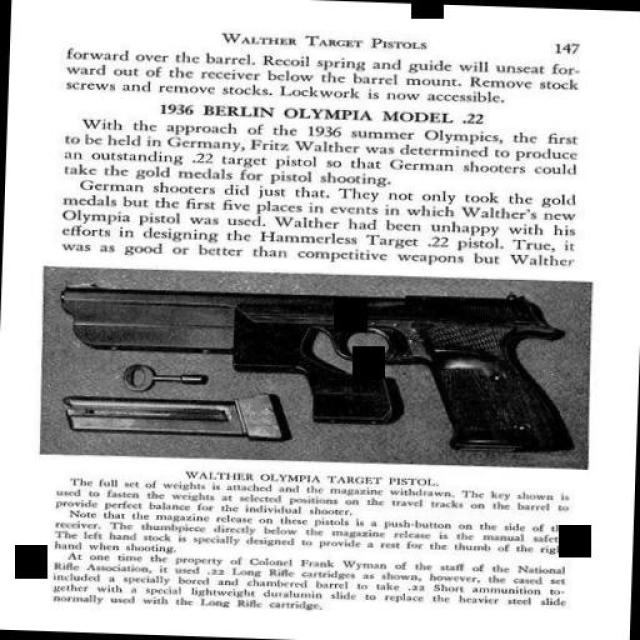 WALTHER TARGET PISTOLS 147
forward over the barrel. Recoil spring and guide will unseat for-
ward out of the receiver below the barrel mount. Remove stock
screws and remove stocks. Lockwork is now accessible.
1936 BERLIN OLYMPIA MODEL .22
With the approach of the 1936 summer Olympics, the first
to be held in Germany, Fritz Walther was determined to produce
an outstanding .22 target pistol so that German shooters could
take the gold medals for pistol shooting.
German shooters did just that. They not only took the gold
medals but the first five places in events in which Walther's new
Olympia pistol was used. Walther had been unhappy with his
efforts in designing the Hammerless Target .22 pistol. True, it
was as good or better than competitive weapons but Walther
WALTHER OLYMPIA TARGET PISTOL.
The full set of weights is attached and the magazine withdrawn. The key shown is
used to fasten the weights at selected positions on the travel tracks on the barrel to
provide perfect balance for the individual shooter.
Note that the magazine release on these pistols is a push-button on the side of
receiver. The thumbpiece directly below the magazine release is the manual
The left hand stock is specially designed to provide a rest for the thumb of the
hand when shooting.
At one time the property of Colonel Frank Wyman of the staff of the National
Rifle Association, it used .22 Long Rifle cartridges as shown, however, the cased set
included a specially bored and chambered barrel to take .22 Short ammunition to-
gether with a special lightweight duralumin slide to replace the heavier steel slide
normally used with the Long Rifle cartridge.